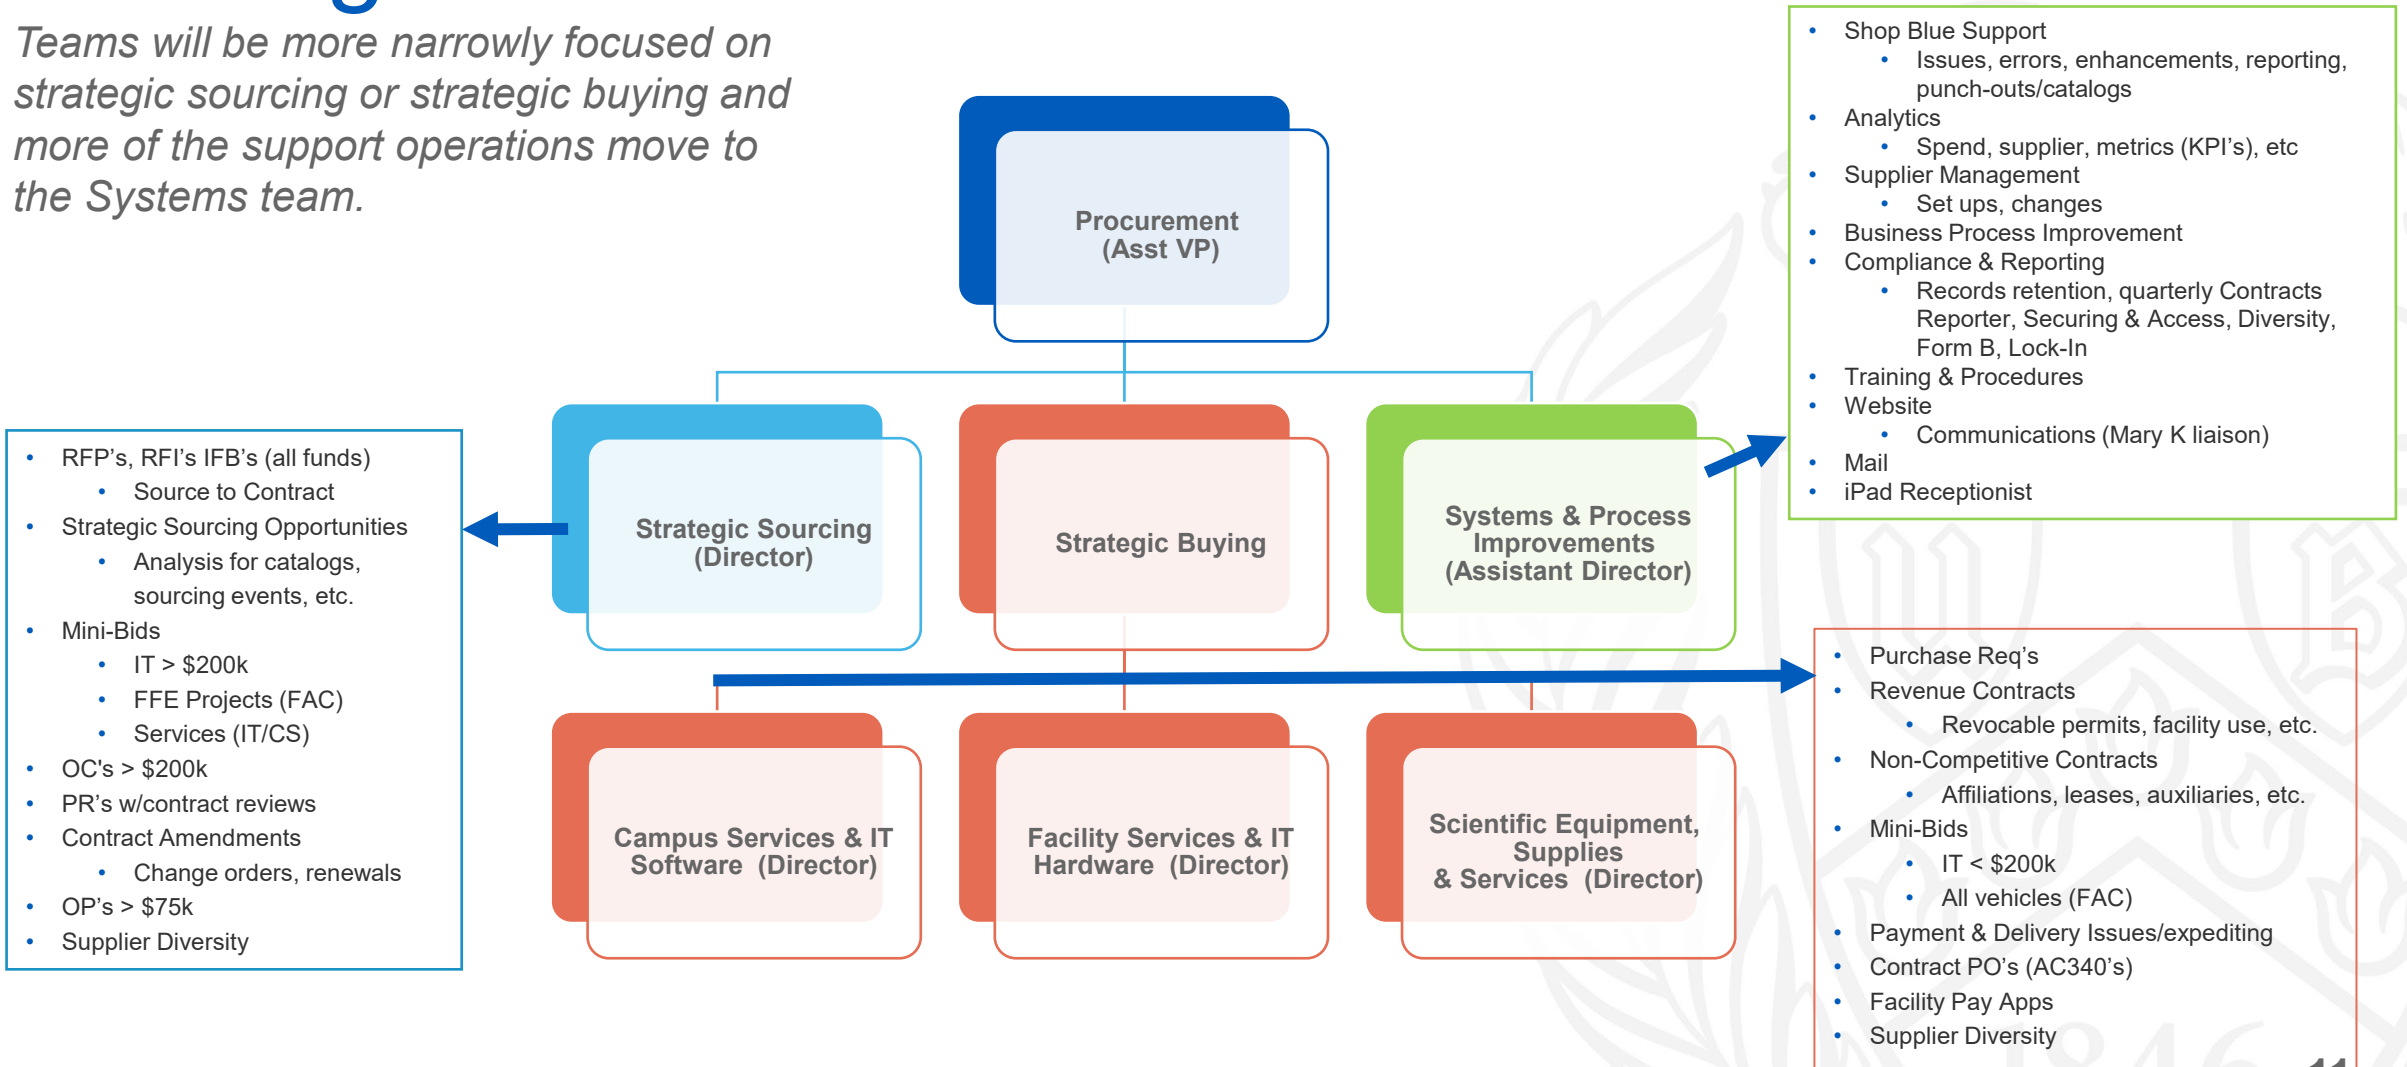 Teams will be more narrowly focused on
strategic sourcing or strategic buying and
more of the support operations move to
the Systems team.
Procurement
(Asst VP)
• Shop Blue Support
• Issues, errors, enhancements, reporting,
punch-outs/catalogs
• Analytics
• Spend, supplier, metrics (KPI's), etc
• Supplier Management
• Set ups, changes
• Business Process Improvement
• Compliance & Reporting
• Records retention, quarterly Contracts
Reporter, Securing & Access, Diversity,
Form B, Lock-In
• Training & Procedures
• Website
• Communications (Mary K liaison)
• Mail
• iPad Receptionist
• RFP's, RFI's IFB's (all funds)
• Source to Contract
• Strategic Sourcing Opportunities
• Analysis for catalogs,
sourcing events, etc.
• Mini-Bids
• IT > $200k
• FFE Projects (FAC)
• Services (IT/CS)
• OC's > $200k
• PR's w/contract reviews
• Contract Amendments
• Change orders, renewals
• OP's > $75k
• Supplier Diversity
Strategic Sourcing
(Director)
Strategic Buying
Systems & Process
Improvements
(Assistant Director)
Campus Services & IT
Software (Director)
Facility Services & IT
Hardware (Director)
Scientific Equipment,
Supplies
& Services (Director)
• Purchase Req's
• Revenue Contracts
• Revocable permits, facility use, etc.
• Non-Competitive Contracts
• Affiliations, leases, auxiliaries, etc.
• Mini-Bids
• IT < $200k
• All vehicles (FAC)
• Payment & Delivery Issues/expediting
• Contract PO's (AC340's)
• Facility Pay Apps
• Supplier Diversity
1846
11